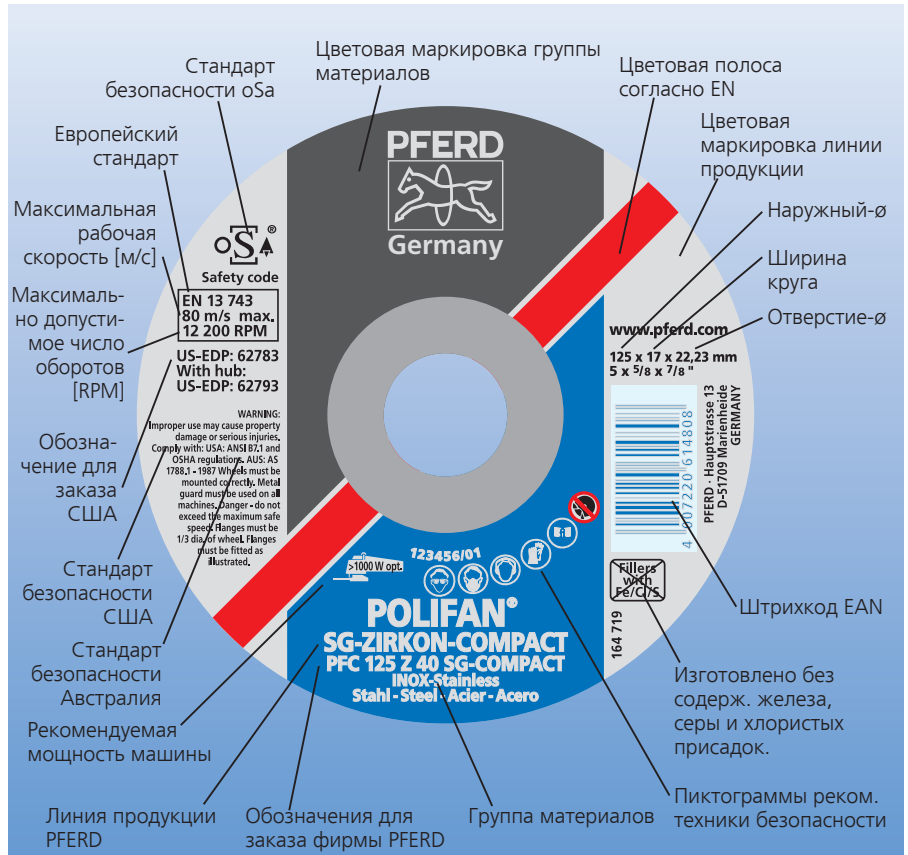 Стандарт
безопасности oSa
Цветовая маркировка группы
материалов
Цветовая полоса
согласно EN
Европейский
стандарт
Цветовая
маркировка линии
продукции
Максимальная
рабочая
скорость [м/с]
Наружный-ø
Ширина
круга
Максималь-
но допусти-
мое число
оборотов
[RPM]
Отверстие-ø
Обозна-
чение для
заказа
США
Стандарт
безопасности
США
Стандарт
безопасности
Австралия
Рекомендуемая
мощность машины
Линия продукции
PFERD
Обозначения для
заказа фирмы PFERD
Группа материалов
Пиктограммы реком.
техники безопасности
Изготовлено без
содерж. железа,
серы и хлористых
присадок.
Штрихкод EAN
PFERD
Germany
oSa®
Safety code
EN 13 743
80 m/s max.
12 200 RPM
US-EDP: 62783
With hub:
US-EDP: 62793
WARNING:
Improper use may cause property
damage or serious injuries.
Comply with: USA: ANSI B7.1 and
OSHA regulations. AUS: AS
1788.1 - 1987 Wheels must be
mounted correctly. Metal
guard must be used on all
machines. Danger - do not
exceed the maximum safe
speed. Flanges must be
1/3 dia. of wheel. Flanges
must be fitted as
illustrated.
www.pferd.com
125 x 17 x 22,23 mm
5 x 5/8 x 7/8 "
4 007220 614808
PFERD · Hauptstrasse 13
D-51709 Marienheide
GERMANY
Fillers
with
Fe/Cl/S
164 719
>1000 W opt.
123456/01
POLIFAN®
SG-ZIRKON-COMPACT
PFC 125 Z 40 SG-COMPACT
INOX-Stainless
Stahl - Steel - Acier - Acero